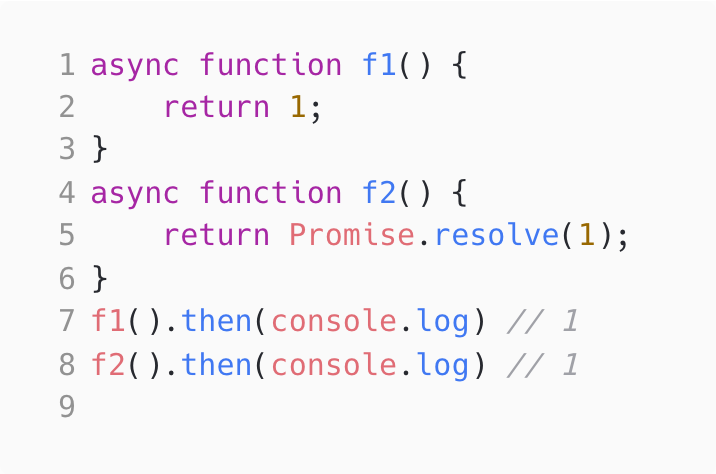 1 async function f1() {
2     return 1;
3 }
4 async function f2() {
5     return Promise.resolve(1);
6 }
7 f1().then(console.log) // 1
8 f2().then(console.log) // 1
9